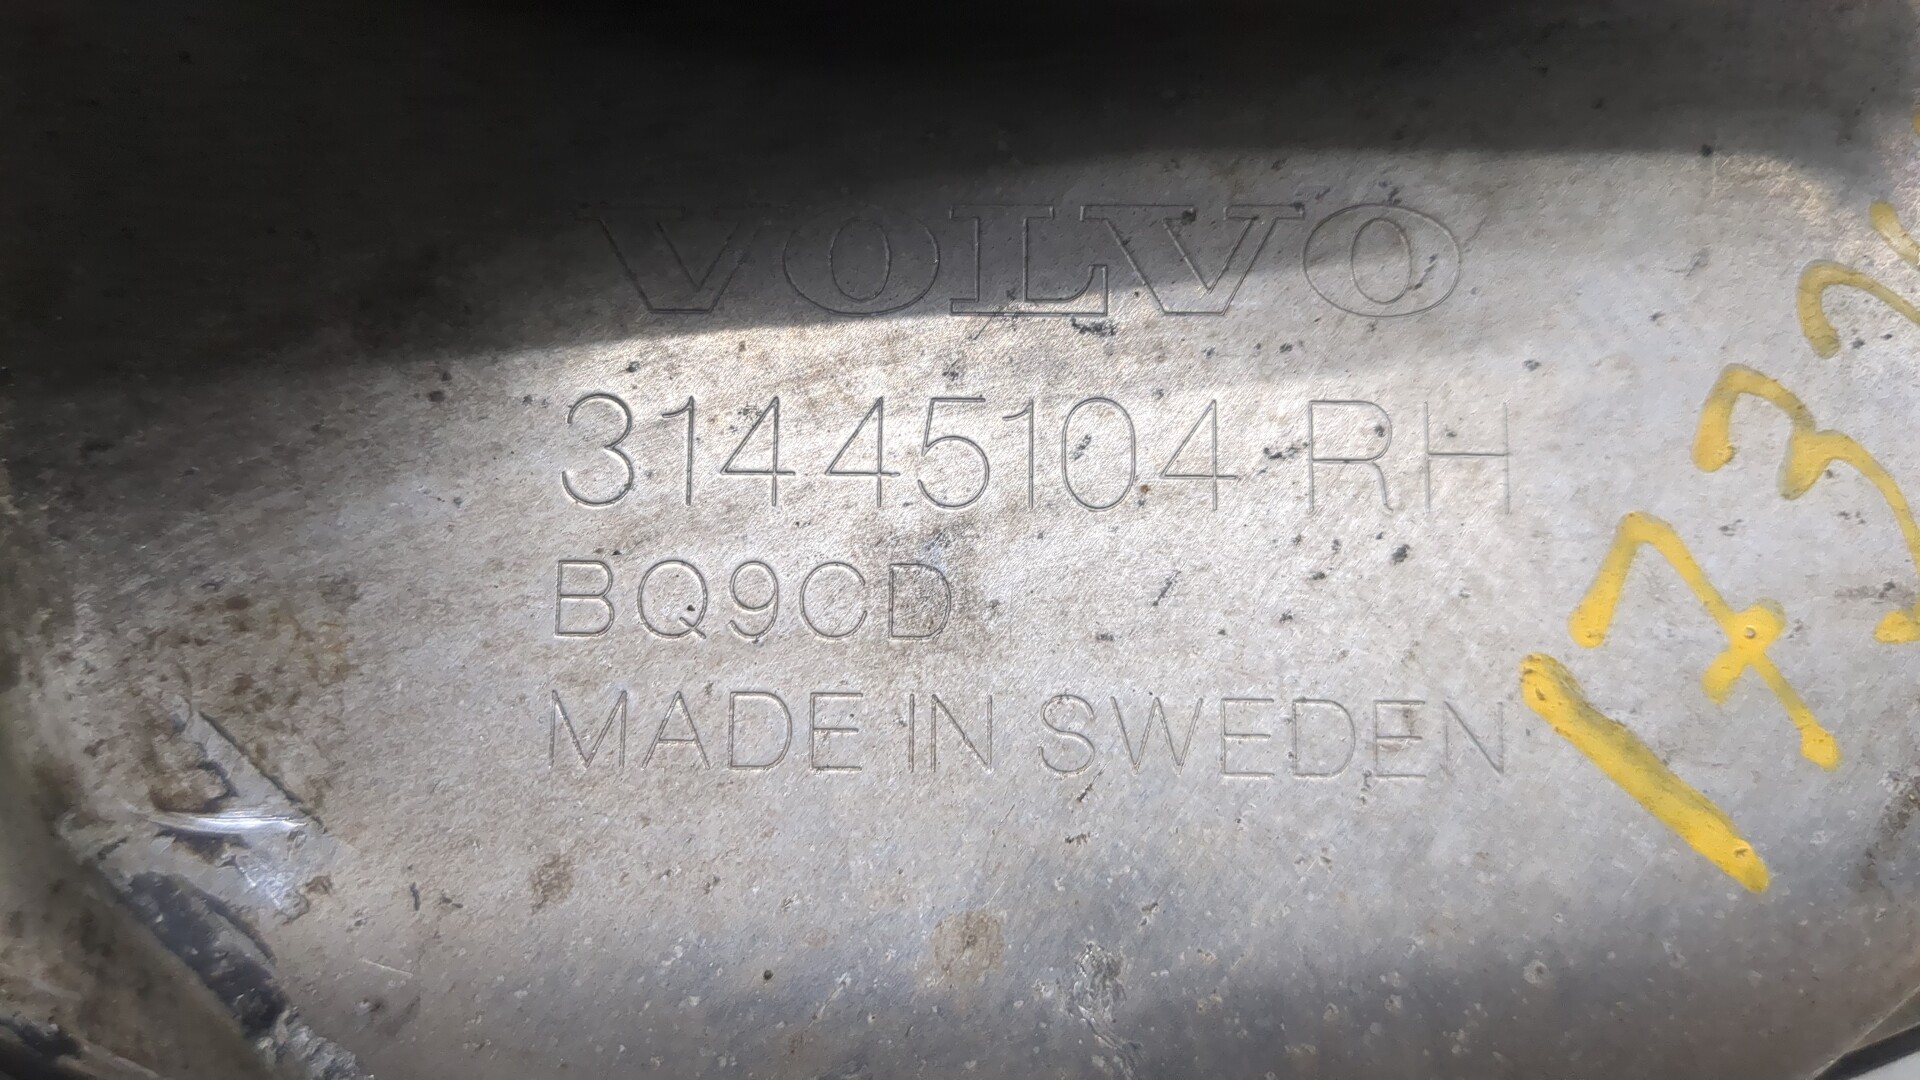 VOLVO
31445104 RH
BQ9CD
MADE IN SWEDEN